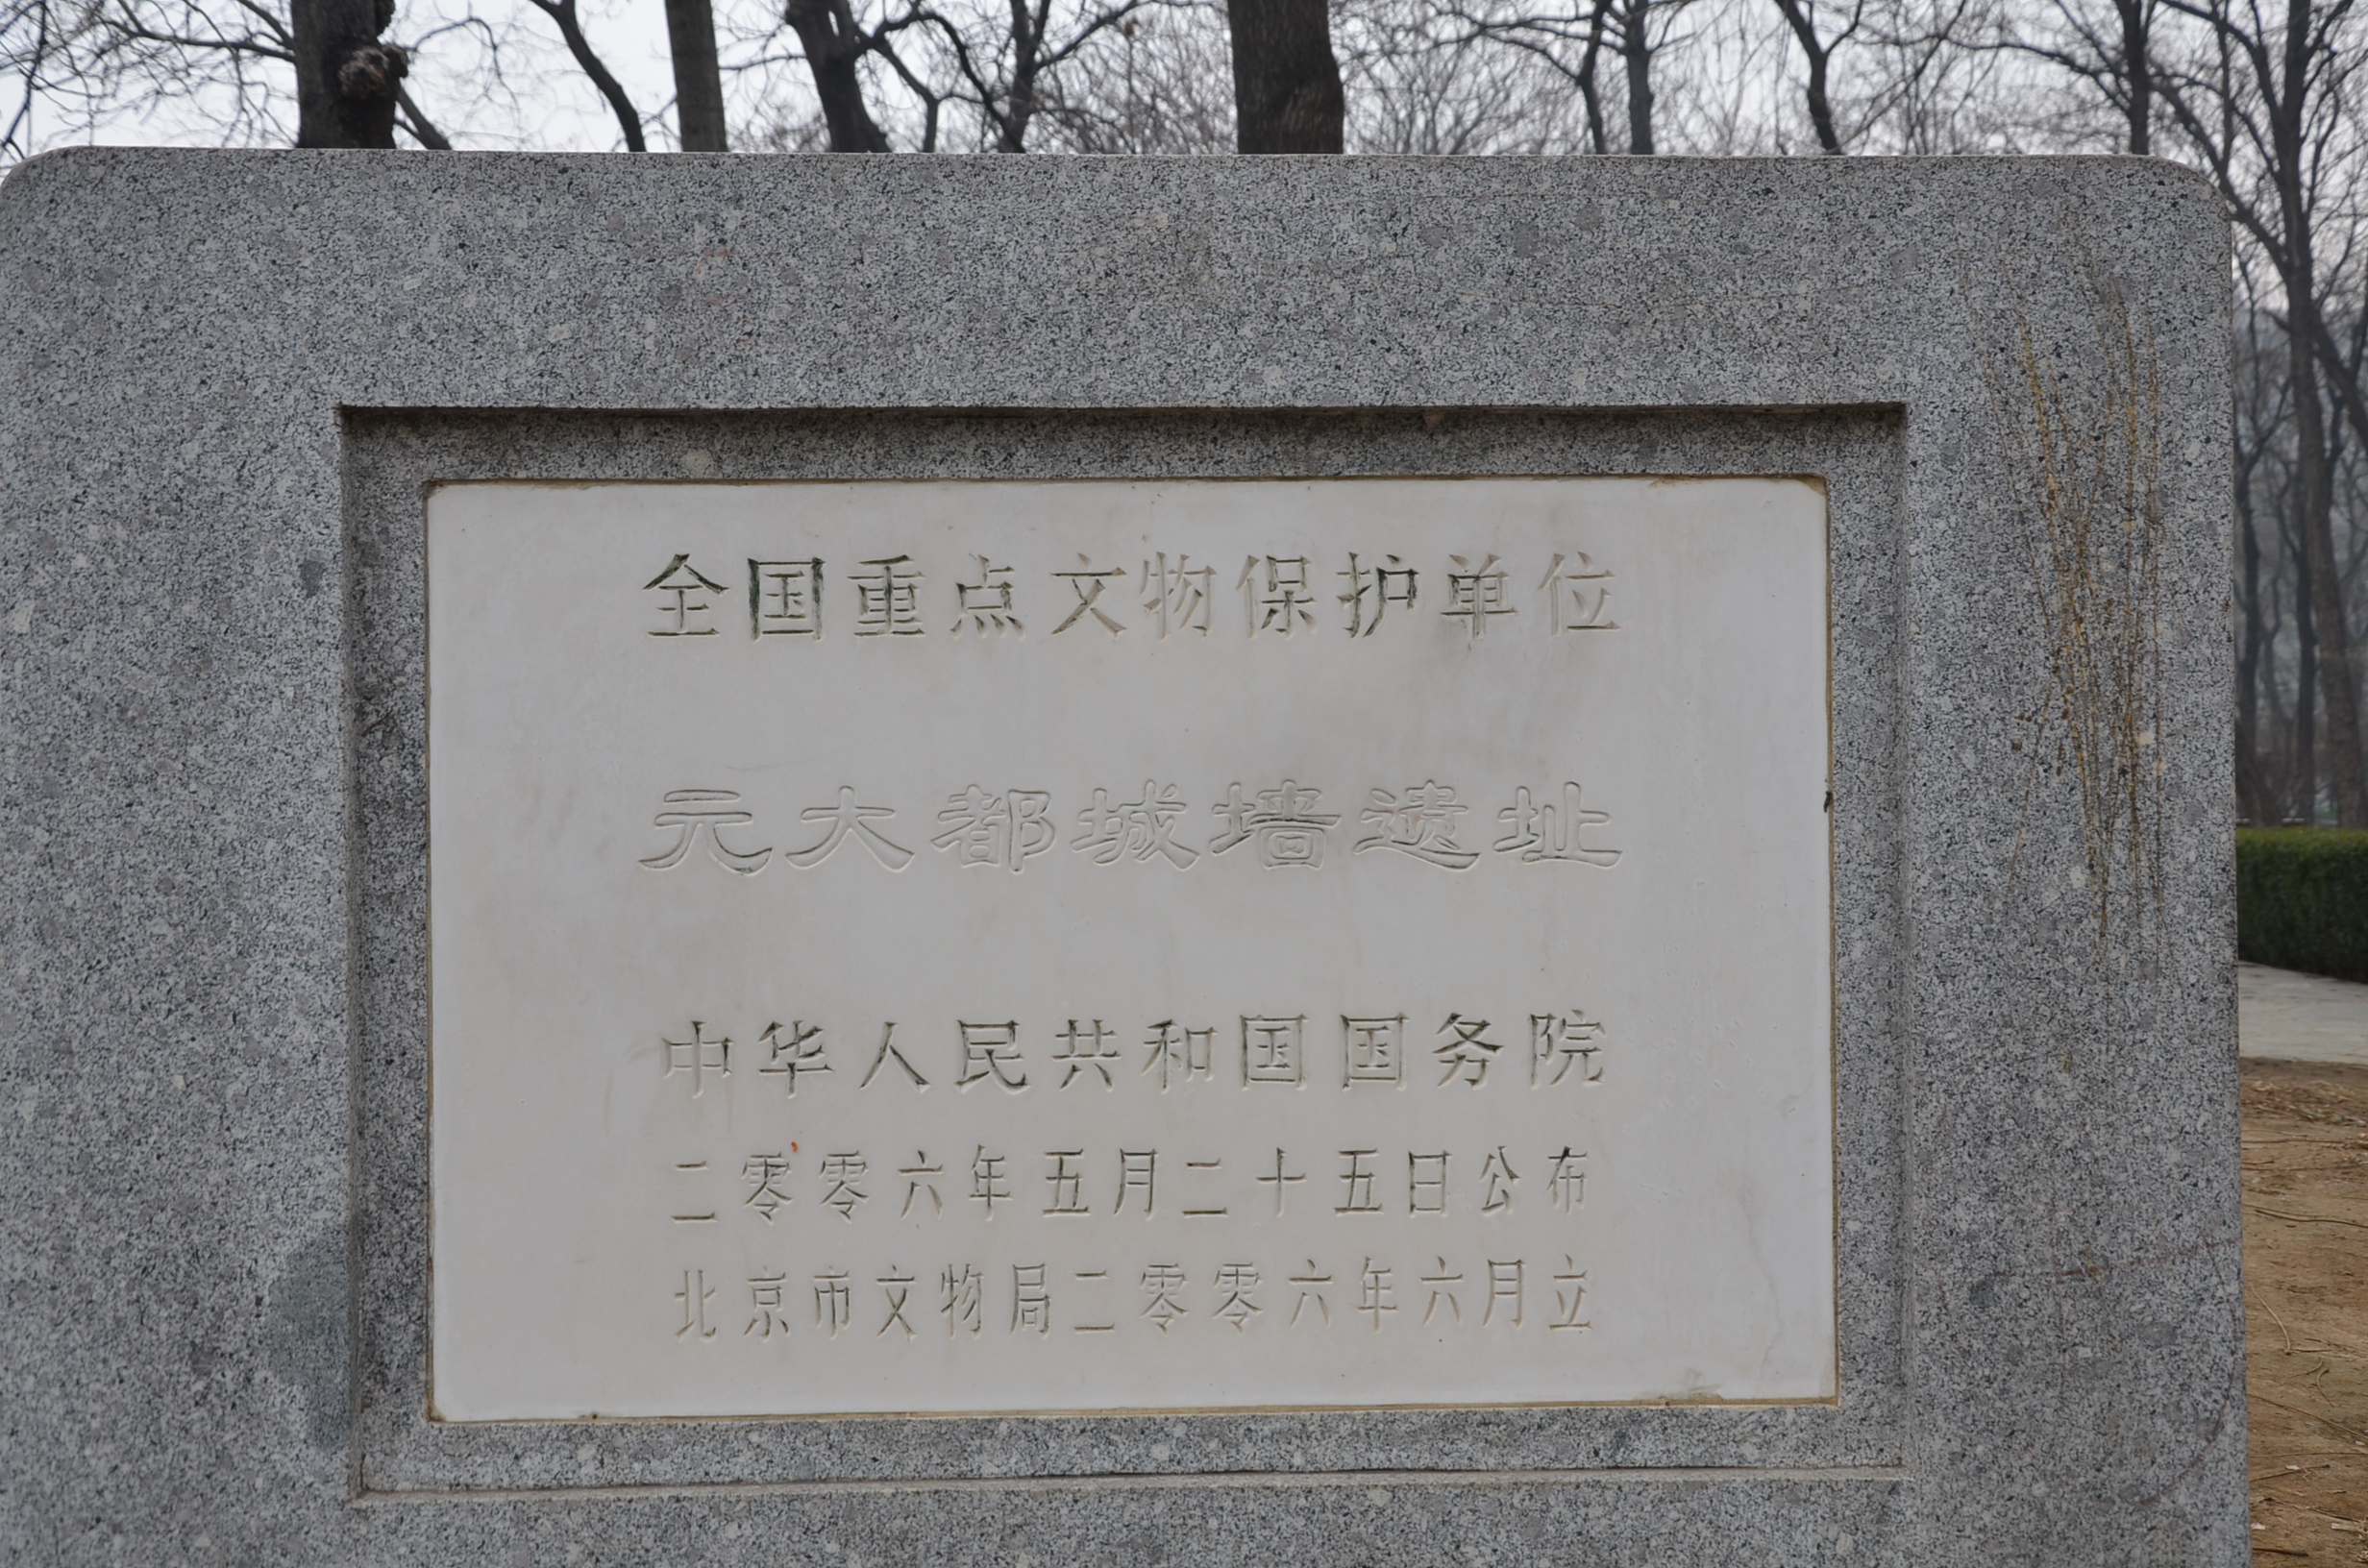 全国重点文物保护单位
元大都城墙遗址
中华人民共和国国务院
二零零六年五月二十五日公布
北京市文物局二零零六年六月立